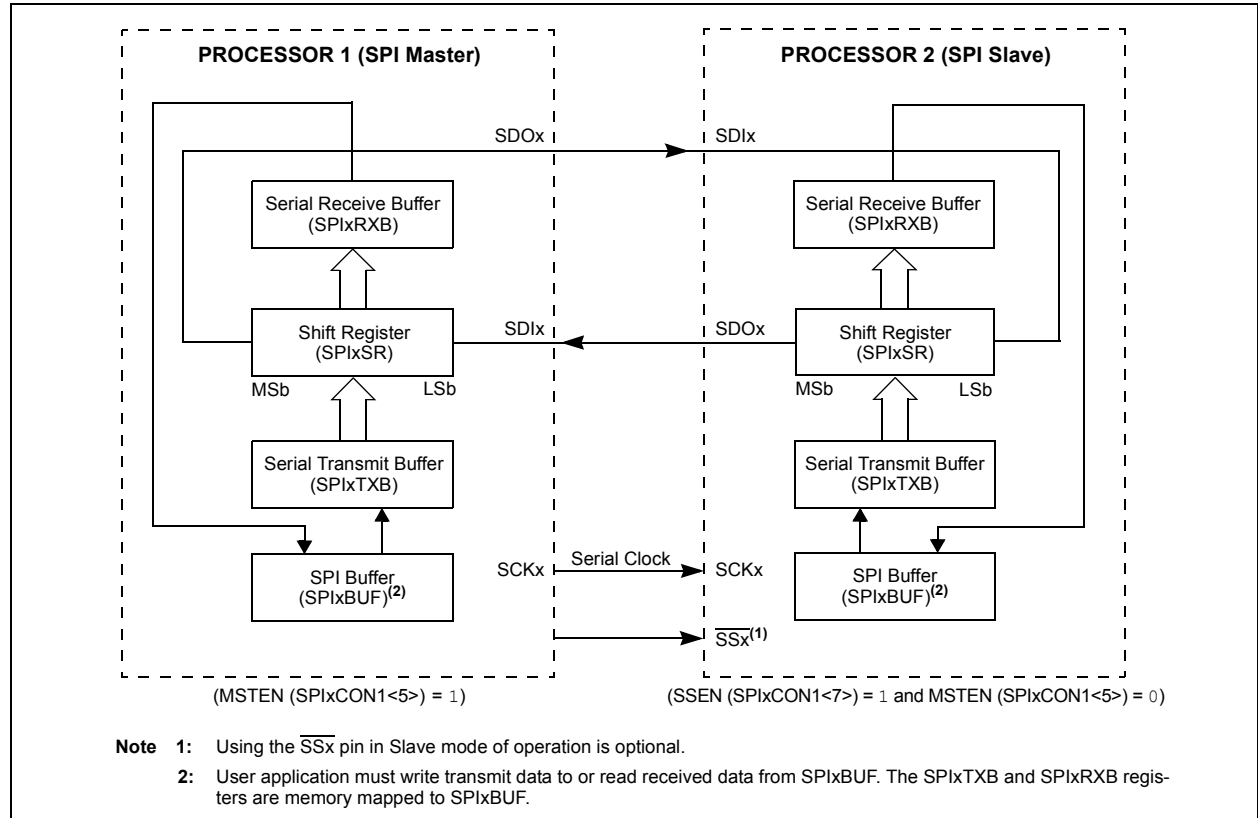 PROCESSOR 1 (SPI Master)
PROCESSOR 2 (SPI Slave)
SDOx
SDIx
Serial Receive Buffer
(SPIxRXB)
Serial Receive Buffer
(SPIxRXB)
Shift Register
(SPIxSR)
MSb
LSb
SDIx
SDOx
Shift Register
(SPIxSR)
MSb
LSb
Serial Transmit Buffer
(SPIxTXB)
Serial Transmit Buffer
(SPIxTXB)
SPI Buffer
(SPIxBUF)(2)
SCKx
Serial Clock
SCKx
SPI Buffer
(SPIxBUF)(2)
SSx(1)
(MSTEN (SPIxCON1<5>) = 1)
(SSEN (SPIxCON1<7>) = 1 and MSTEN (SPIxCON1<5>) = 0)
Note 1: Using the SSx pin in Slave mode of operation is optional.
2: User application must write transmit data to or read received data from SPIxBUF. The SPIxTXB and SPIxRXB regis-
ters are memory mapped to SPIxBUF.